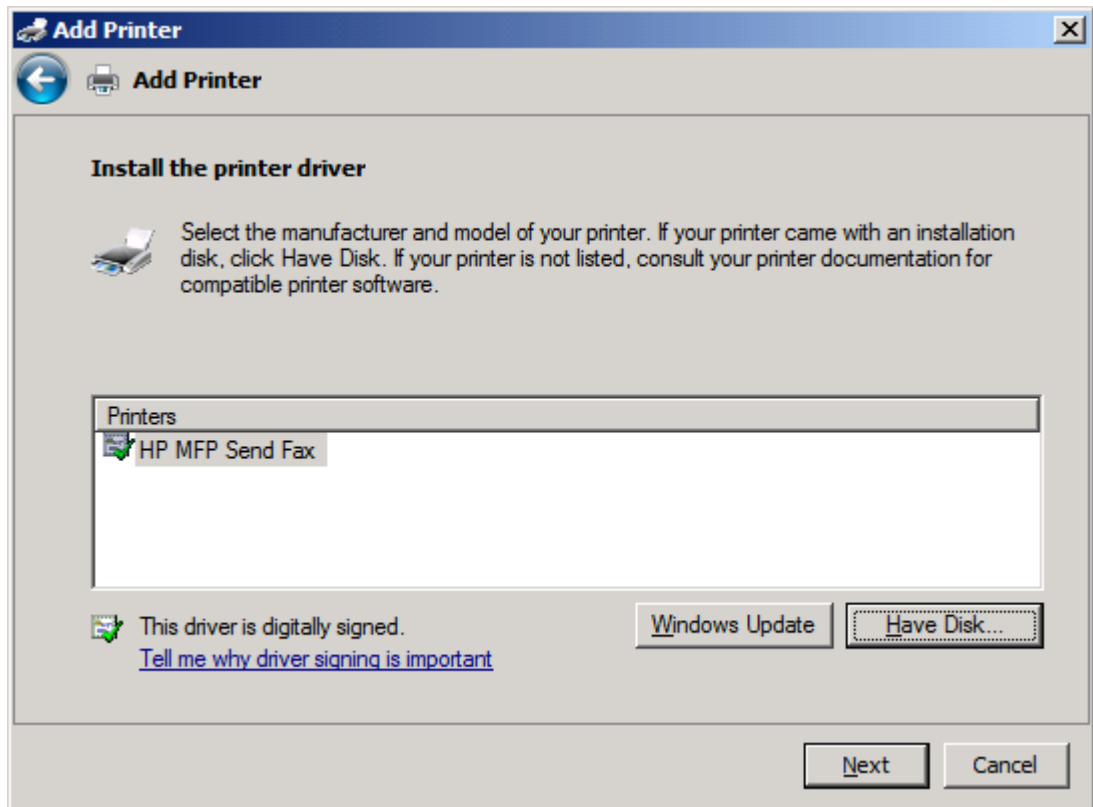 Add Printer
Add Printer
Install the printer driver
Select the manufacturer and model of your printer. If your printer came with an installation
disk, click Have Disk. If your printer is not listed, consult your printer documentation for
compatible printer software.
Printers
HP MFP Send Fax
This driver is digitally signed.
Windows Update
Have Disk...
Tell me why driver signing is important
Next
Cancel